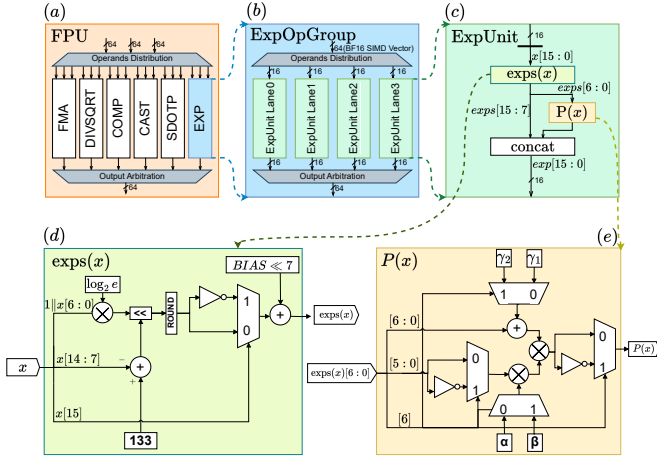 (a)
FPU
64 64 64
Operands Distribution
FMA
DIVSQRT
COMP
CAST
SDOTP
EXP
Output Arbitration
64
(b)
ExpOpGroup
64(BF16 SIMD Vector)
Operands Distribution
16 16 16 16
ExpUnit Lane0
ExpUnit Lane1
ExpUnit Lane2
ExpUnit Lane3
16 16 16 16
Output Arbitration
64
(c)
ExpUnit
16
x[15 : 0]
exps(x)
exps[6 : 0]
exps[15 : 7]
P(x)
concat
exp[15 : 0]
16
(d)
exps(x)
log₂ e
BIAS ≪ 7
1||x[6 : 0]
<<
ROUND
1
0
+
exps(x)
x
x[14 : 7]
−
+
+
x[15]
133
(e)
P(x)
γ₂ γ₁
1 0
[6 : 0]
+
0
1
P(x)
exps(x)[6 : 0]
[5 : 0]
0
1
[6]
0 1
α β